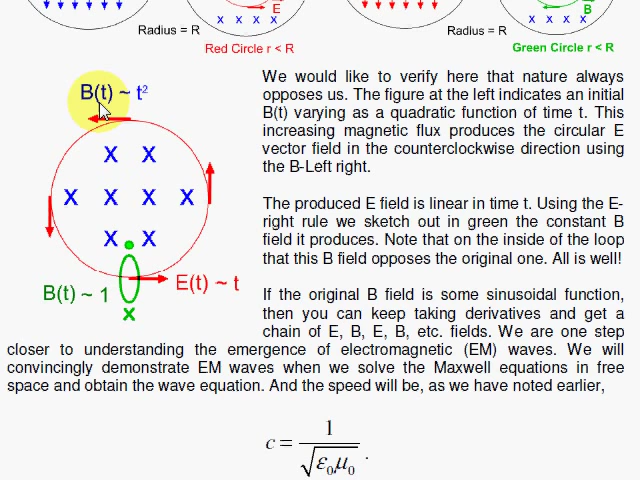 E
B
x x x x
x x x x
Radius = R
Radius = R
Red Circle r < R
Green Circle r < R
B(t) ~ t²
We would like to verify here that nature always
opposes us. The figure at the left indicates an initial
B(t) varying as a quadratic function of time t. This
increasing magnetic flux produces the circular E
vector field in the counterclockwise direction using
the B-Left right.
X X
X X X X
X X
The produced E field is linear in time t. Using the E-
right rule we sketch out in green the constant B
field it produces. Note that on the inside of the loop
that this B field opposes the original one. All is well!
E(t) ~ t
B(t) ~ 1
x
If the original B field is some sinusoidal function,
then you can keep taking derivatives and get a
chain of E, B, E, B, etc. fields. We are one step
closer to understanding the emergence of electromagnetic (EM) waves. We will
convincingly demonstrate EM waves when we solve the Maxwell equations in free
space and obtain the wave equation. And the speed will be, as we have noted earlier,
c = 1 / √ε₀μ₀ .